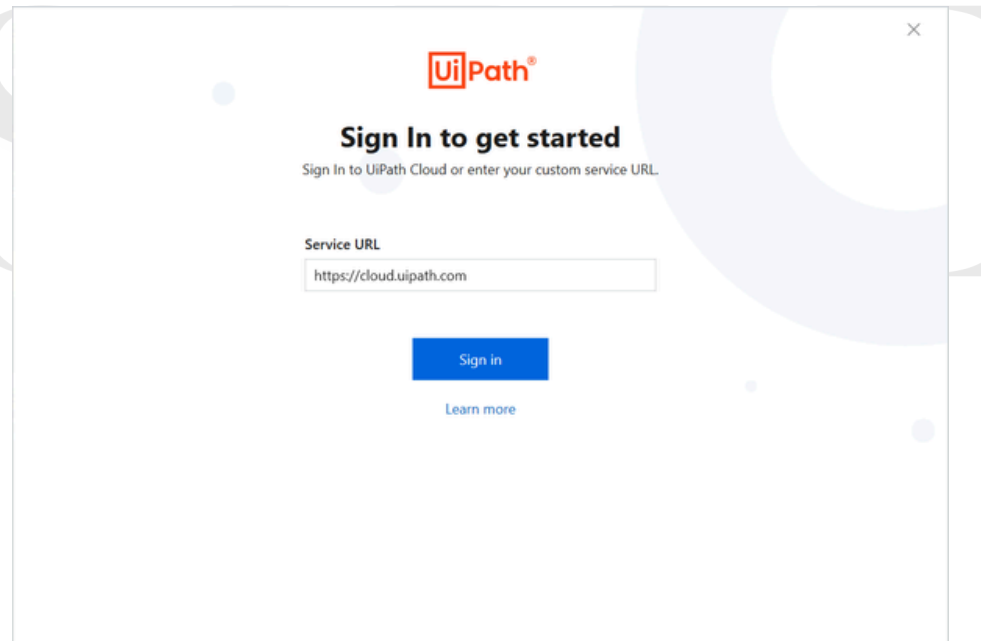 UiPath®
Sign In to get started
Sign In to UiPath Cloud or enter your custom service URL.
Service URL
https://cloud.uipath.com
Sign in
Learn more